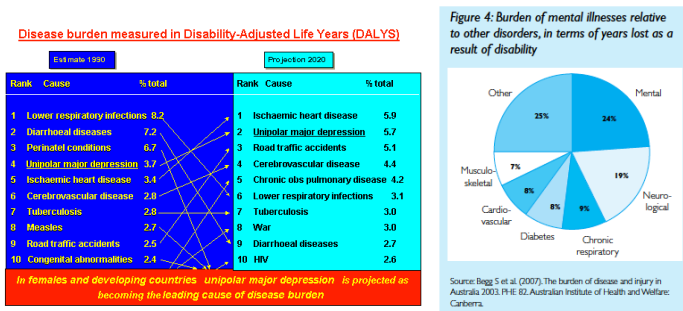 Disease burden measured in Disability-Adjusted Life Years (DALYS)
Estimate 1990
Rank Cause % total
1 Lower respiratory infections 8.2
2 Diarrhoeal diseases 7.2
3 Perinatal conditions 6.7
4 Unipolar major depression 3.7
5 Ischaemic heart disease 3.4
6 Cerebrovascular disease 2.8
7 Tuberculosis 2.8
8 Measles 2.7
9 Road traffic accidents 2.5
10 Congenital abnormalities 2.4
Projection 2020
Rank Cause % total
1 Ischaemic heart disease 5.9
2 Unipolar major depression 5.7
3 Road traffic accidents 5.1
4 Cerebrovascular disease 4.4
5 Chronic obs pulmonary disease 4.2
6 Lower respiratory infections 3.1
7 Tuberculosis 3.0
8 War 3.0
9 Diarrhoeal diseases 2.7
10 HIV 2.6
In females and developing countries unipolar major depression is projected as
becoming the leading cause of disease burden
Figure 4: Burden of mental illnesses relative
to other disorders, in terms of years lost as a
result of disability
Other
Mental
25%
24%
Musculo-
skeletal
7%
19%
Neuro-
logical
8%
Cardio-
vascular
8%
9%
Diabetes
Chronic
respiratory
Source: Begg S et al. (2007). The burden of disease and injury in
Australia 2003. PHE 82. Australian Institute of Health and Welfare:
Canberra.